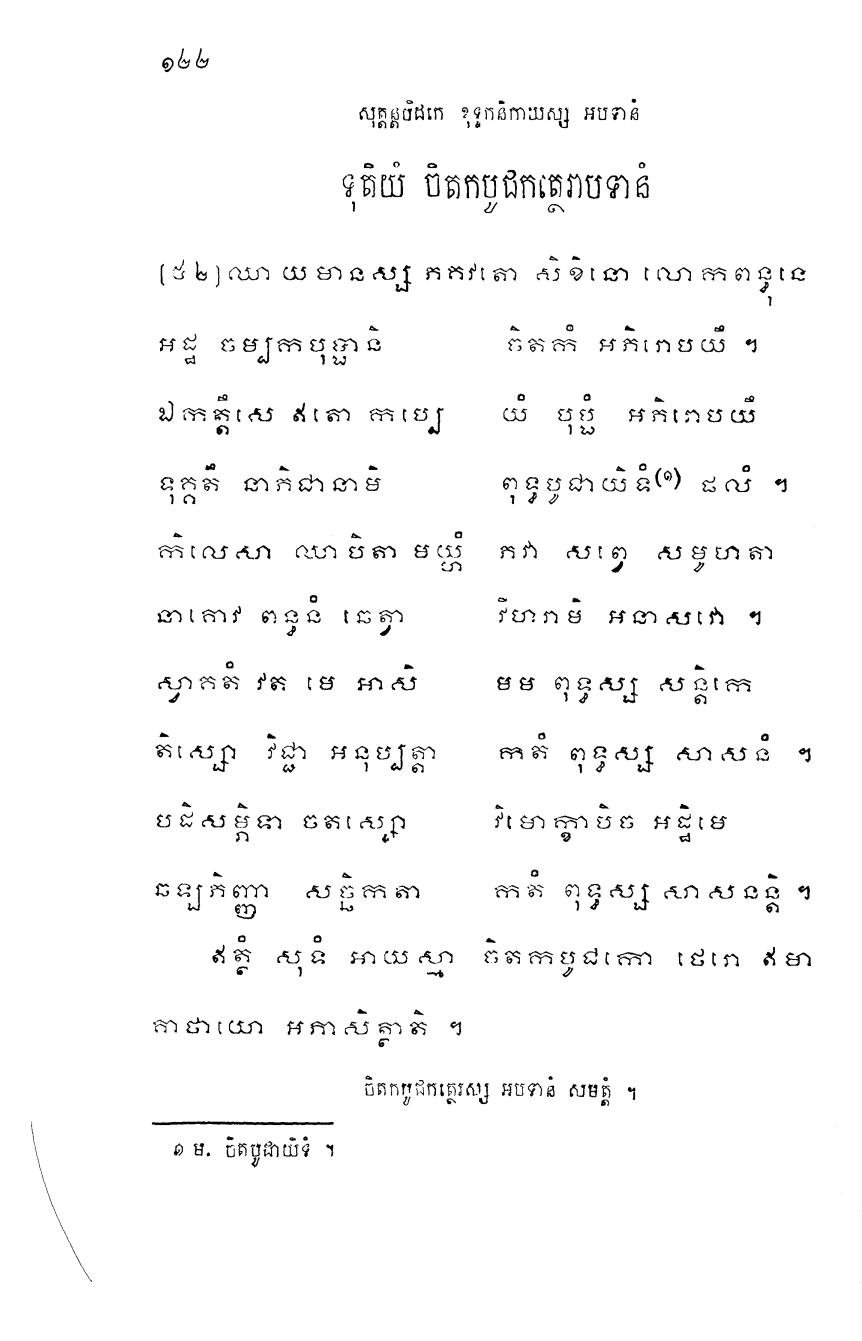 ១២២
សុត្តន្តបិដកេ ខុទ្ទកនិកាយស្ស អបទានំ
ទុតិយំ ចិតកបូជកត្ថេរាបទានំ
(៥២) ឈាយមានស្ស ភគវតោ សិខិនោ លោកពន្ធុនេ
អដ្ឋ ចម្បកបុប្ផានិ ចិតកំ អភិរោបយឹ ។
ឯកត្តឹសេ ឥតោ កប្បេ យំ បុប្ផំ អភិរោបយឹ
ទុគ្គតឹ នាភិជានាមិ ពុទ្ធបូជាយិទំ(១) ផលំ ។
កិលេសា ឈាបិតា មយ្ហំ ភវា សព្វេ សមូហតា
នាគោវ ពន្ធនំ ឆេត្វា វិហរាមិ អនាសវោ ។
ស្វាគតំ វត មេ អាសិ មម ពុទ្ធស្ស សន្តិកេ
តិស្សោ វិជ្ជា អនុប្បត្តា កតំ ពុទ្ធស្ស សាសនំ ។
បដិសម្ភិទា ចតស្សោ វិមោក្ខាបិច អដ្ឋិមេ
ឆឡភិញ្ញា សច្ឆិកតា កតំ ពុទ្ធស្ស សាសនន្តិ ។
ឥត្ថំ សុទំ អាយស្មា ចិតកបូជកោ ថេរោ ឥមា
គាថាយោ អភាសិត្ថាតិ ។
ចិតកបូជកត្ថេរស្ស អបទានំ សមត្តំ ។
១ ម. ចិតបូជាយិទំ ។